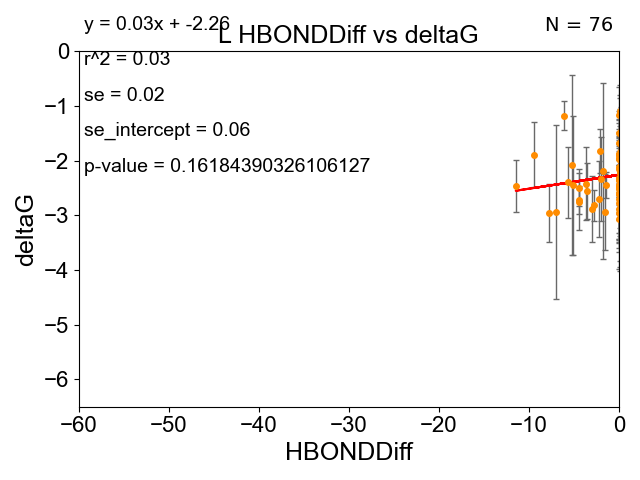 y = 0.03x + -2.26
N = 76
L HBONDDiff vs deltaG
r^2 = 0.03
se = 0.02
se_intercept = 0.06
p-value = 0.16184390326106127
0
−1
−2
−3
−4
−5
−6
deltaG
−60 −50 −40 −30 −20 −10 0
HBONDDiff